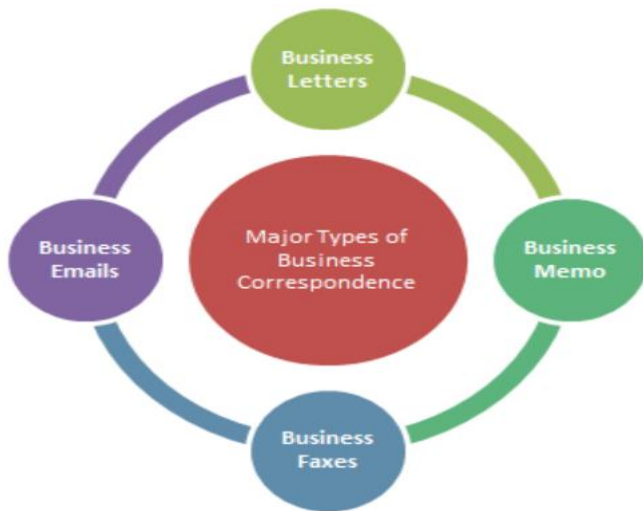 Business
Letters
Business
Emails
Major Types of
Business
Correspondence
Business
Memo
Business
Faxes